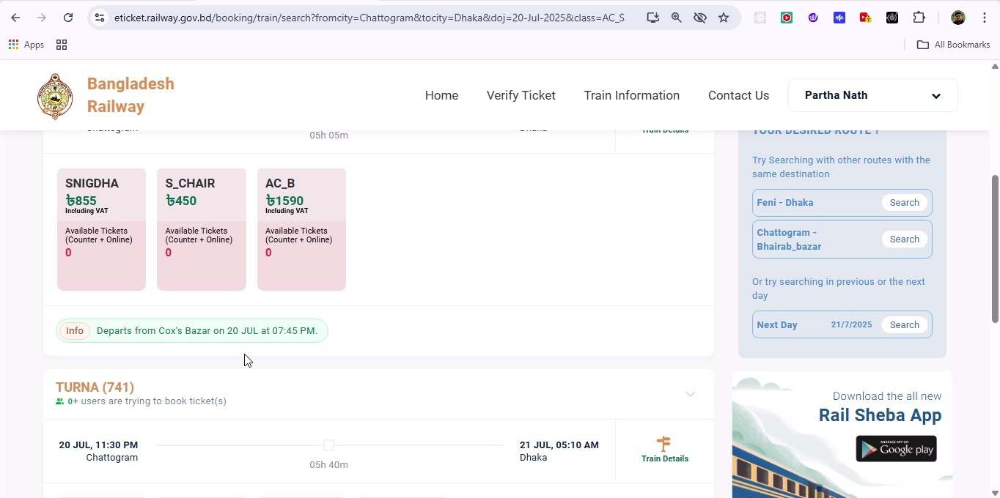 eticket.railway.gov.bd/booking/train/search?fromcity=Chattogram&tocity=Dhaka&doj=20-Jul-2025&class=AC_S
Apps
All Bookmarks
Bangladesh
Railway
Home
Verify Ticket
Train Information
Contact Us
Partha Nath
Chattogram
05h 05m
Dhaka
Train Details
SNIGDHA
৳855
Including VAT
Available Tickets
(Counter + Online)
0
S_CHAIR
৳450
Available Tickets
(Counter + Online)
0
AC_B
৳1590
Including VAT
Available Tickets
(Counter + Online)
0
Info Departs from Cox's Bazar on 20 JUL at 07:45 PM.
TURNA (741)
0+ users are trying to book ticket(s)
20 JUL, 11:30 PM
Chattogram
05h 40m
21 JUL, 05:10 AM
Dhaka
Train Details
YOUR DESIRED ROUTE ?
Try Searching with other routes with the
same destination
Feni - Dhaka
Search
Chattogram -
Bhairab_bazar
Search
Or try searching in previous or the next
day
Next Day
21/7/2025
Search
Download the all new
Rail Sheba App
ANDROID APP ON
Google play